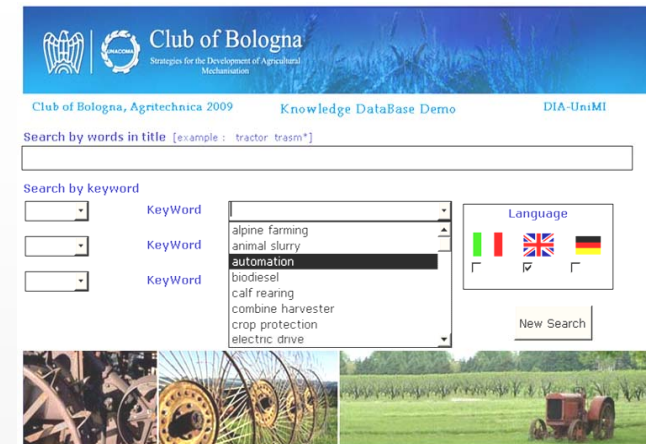 UNACOMA
Club of Bologna
Strategies for the Development of Agricultural
Mechanisation
Club of Bologna, Agritechnica 2009 Knowledge DataBase Demo DIA-UniMI
Search by words in title [example : tractor trasm*]
Search by keyword
KeyWord
KeyWord
KeyWord
alpine farming
animal slurry
automation
biodiesel
calf rearing
combine harvester
crop protection
electric drive
Language
New Search